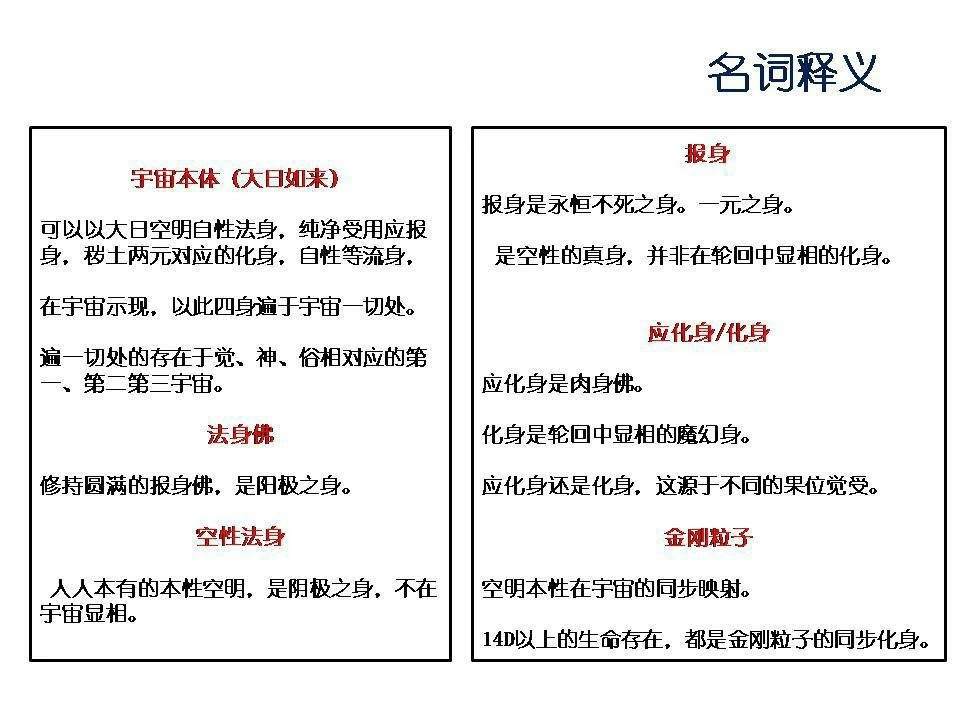 名词释义
宇宙本体（大日如来）
可以以大日空明自性法身，纯净受用应报
身，秽土两元对应的化身，自性等流身，
在宇宙示现，以此四身遍于宇宙一切处。
遍一切处的存在于觉、神、俗相对应的第
一、第二第三宇宙。
法身佛
修持圆满的报身佛，是阳极之身。
空性法身
人人本有的本性空明，是阴极之身，不在
宇宙显相。
报身
报身是永恒不死之身。一元之身。
是空性的真身，并非在轮回中显相的化身。
应化身/化身
应化身是肉身佛。
化身是轮回中显相的魔幻身。
应化身还是化身，这源于不同的果位觉受。
金刚粒子
空明本性在宇宙的同步映射。
14D以上的生命存在，都是金刚粒子的同步化身。